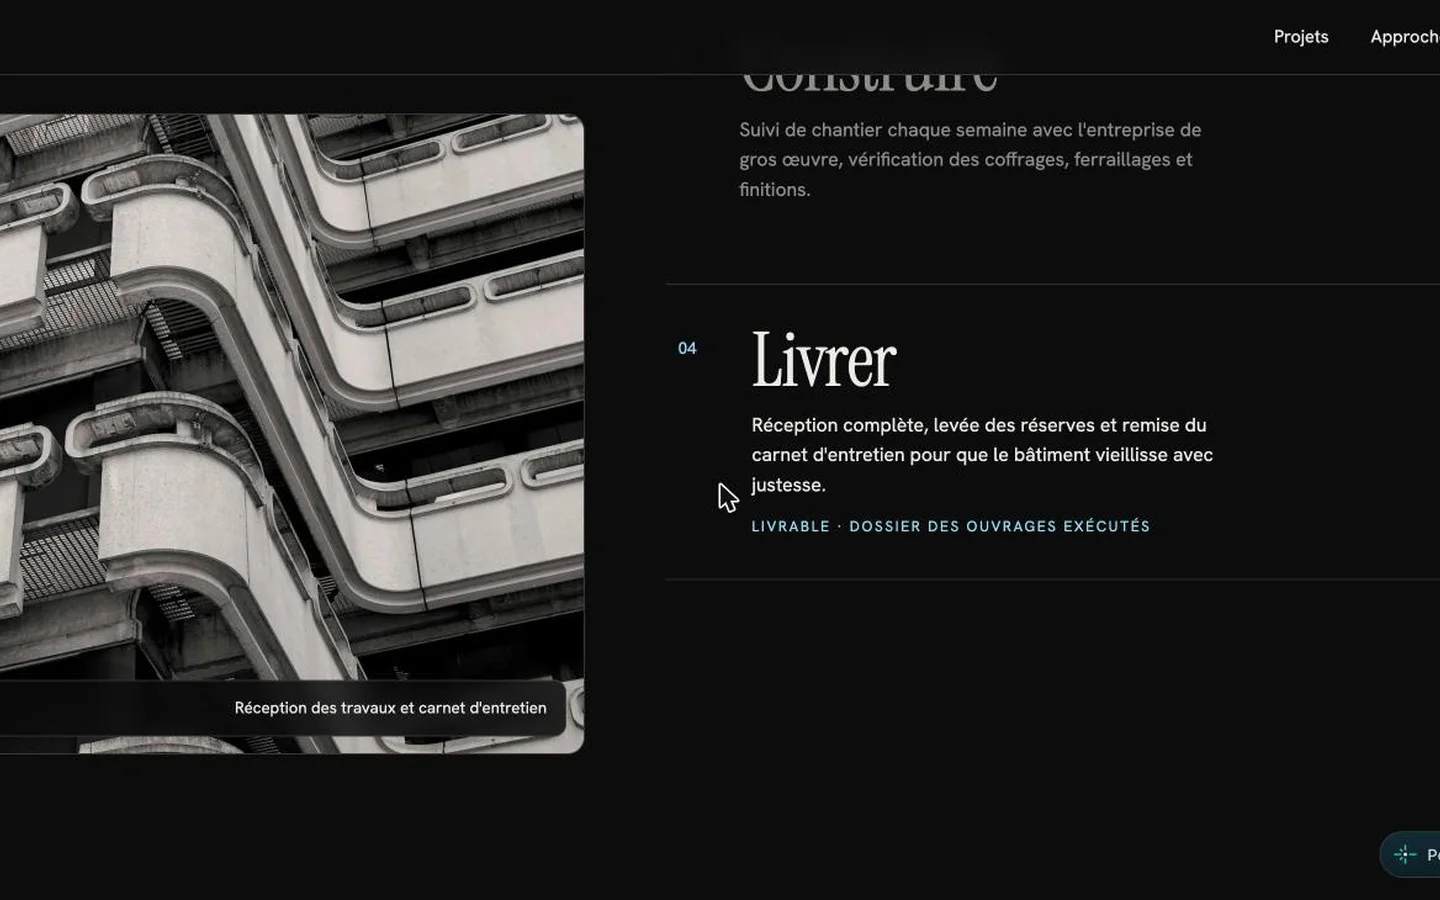 Projets
Construire
Suivi de chantier chaque semaine avec l'entreprise de
gros œuvre, vérification des coffrages, ferraillages et
finitions.
04
Livrer
Réception complète, levée des réserves et remise du
carnet d'entretien pour que le bâtiment vieillisse avec
justesse.
LIVRABLE · DOSSIER DES OUVRAGES EXÉCUTÉS
Réception des travaux et carnet d'entretien